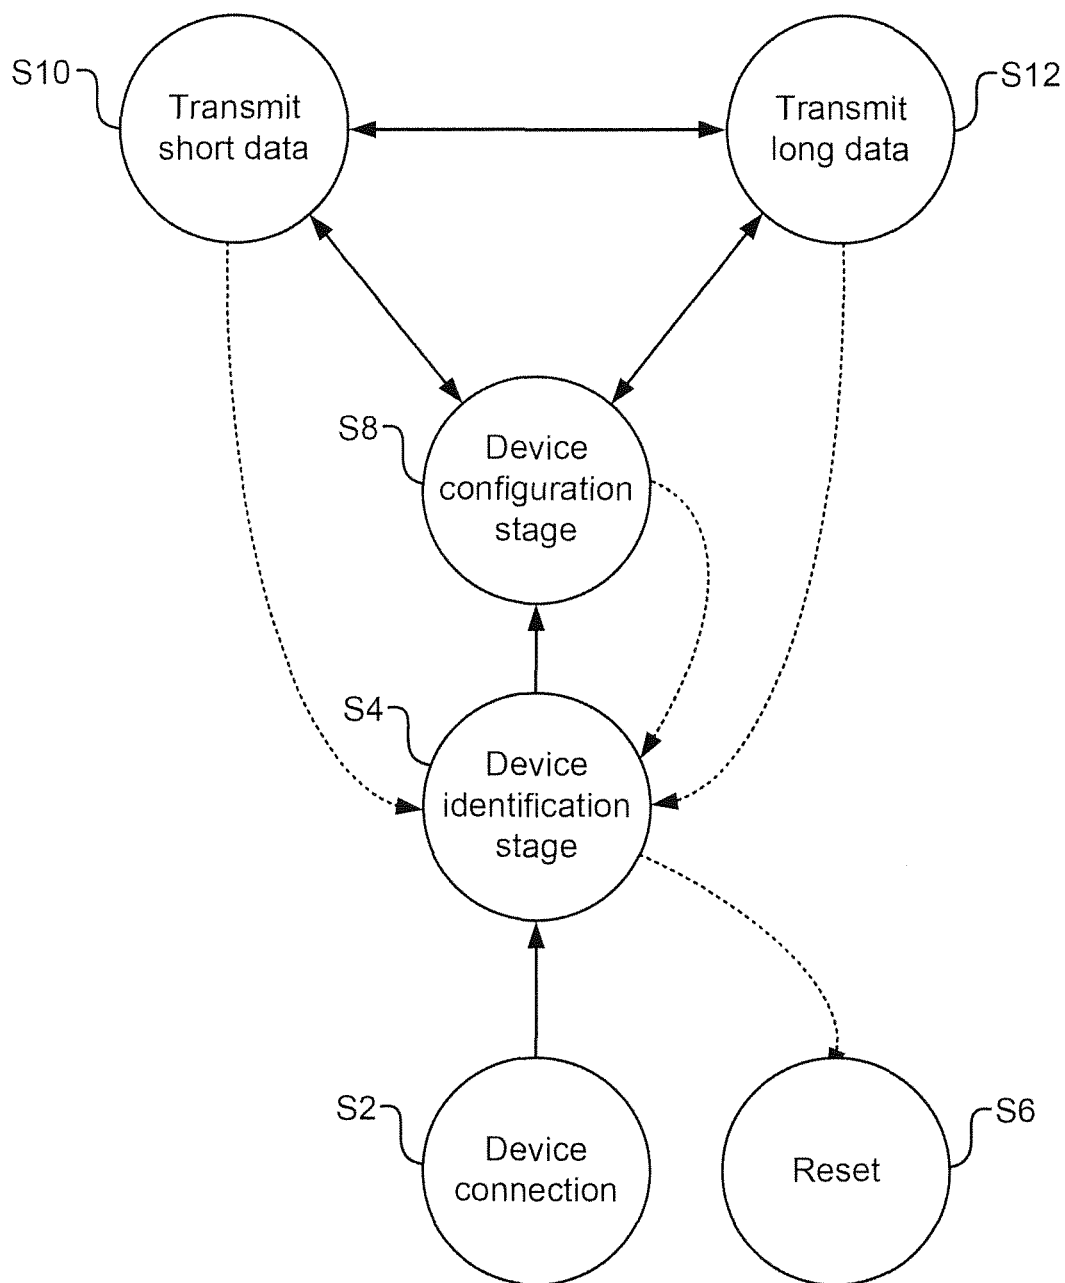 S10
Transmit
short data
Transmit
long data
S12
S8
Device
configuration
stage
S4
Device
identification
stage
S2
Device
connection
Reset
S6